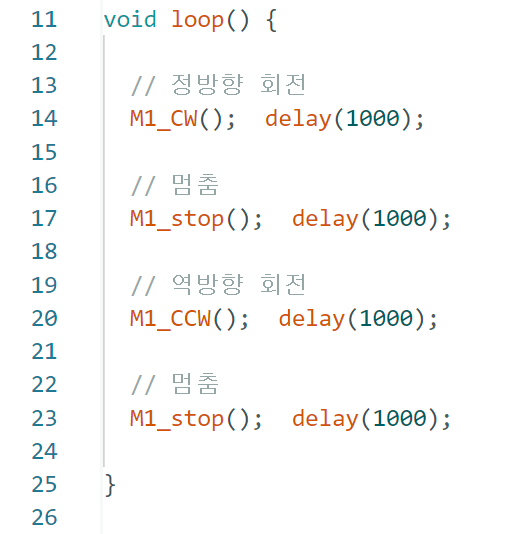 11 void loop() {
12
13 // 정방향 회전
14 M1_CW();  delay(1000);
15
16 // 멈춤
17 M1_stop();  delay(1000);
18
19 // 역방향 회전
20 M1_CCW();  delay(1000);
21
22 // 멈춤
23 M1_stop();  delay(1000);
24
25 }
26